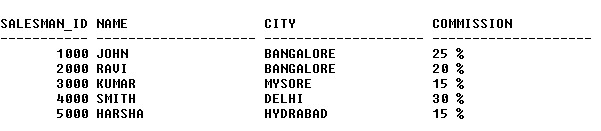 SALESMAN_ID NAME CITY COMMISSION
----------- -------------------- -------------------- --------------------
1000 JOHN BANGALORE 25 %
2000 RAVI BANGALORE 20 %
3000 KUMAR MYSORE 15 %
4000 SMITH DELHI 30 %
5000 HARSHA HYDRABAD 15 %